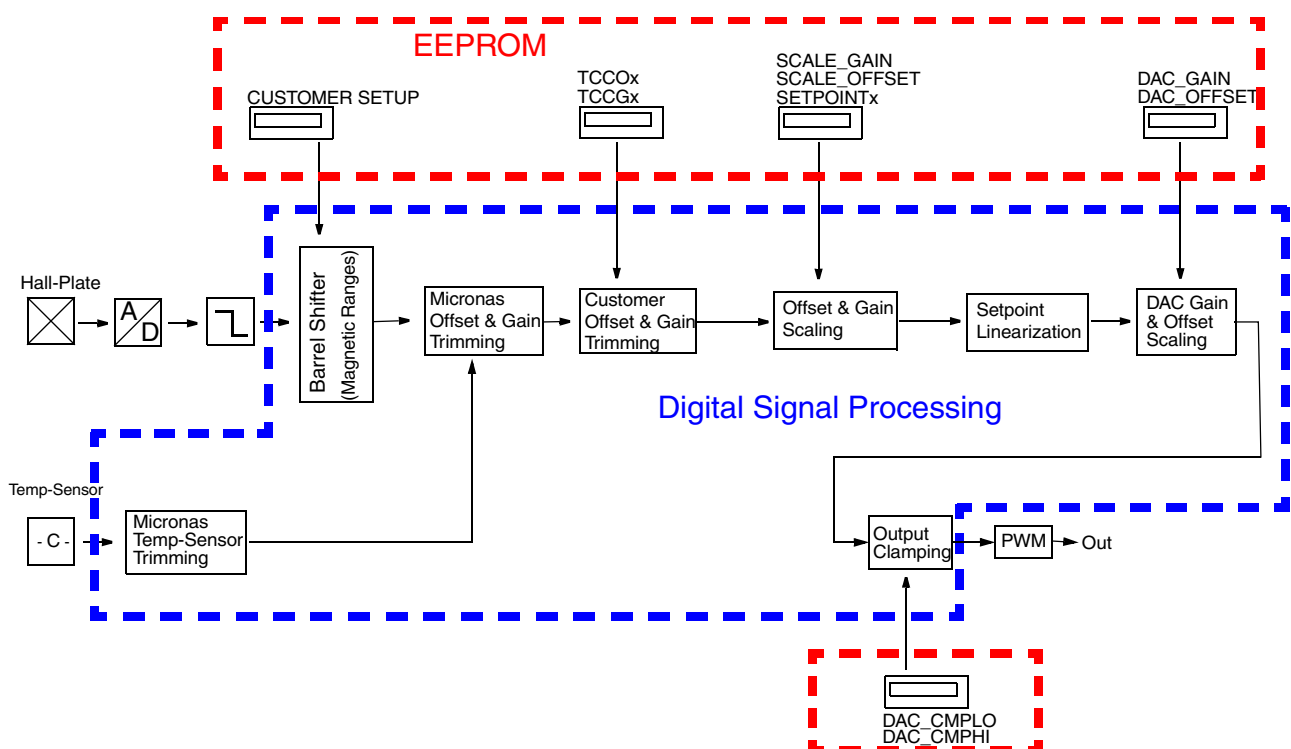 EEPROM
CUSTOMER SETUP
TCCOx
TCCGx
SCALE_GAIN
SCALE_OFFSET
SETPOINTx
DAC_GAIN
DAC_OFFSET
Hall-Plate
A
D
Barrel Shifter
(Magnetic Ranges)
Micronas
Offset & Gain
Trimming
Customer
Offset & Gain
Trimming
Offset & Gain
Scaling
Setpoint
Linearization
DAC Gain
& Offset
Scaling
Digital Signal Processing
Temp-Sensor
- C -
Micronas
Temp-Sensor
Trimming
Output
Clamping
PWM
Out
DAC_CMPLO
DAC_CMPHI